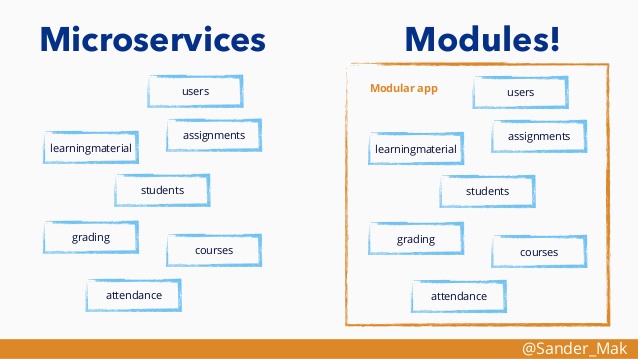 Microservices
users
assignments
learningmaterial
students
grading
courses
attendance
Modules!
Modular app
users
assignments
learningmaterial
students
grading
courses
attendance
@Sander_Mak